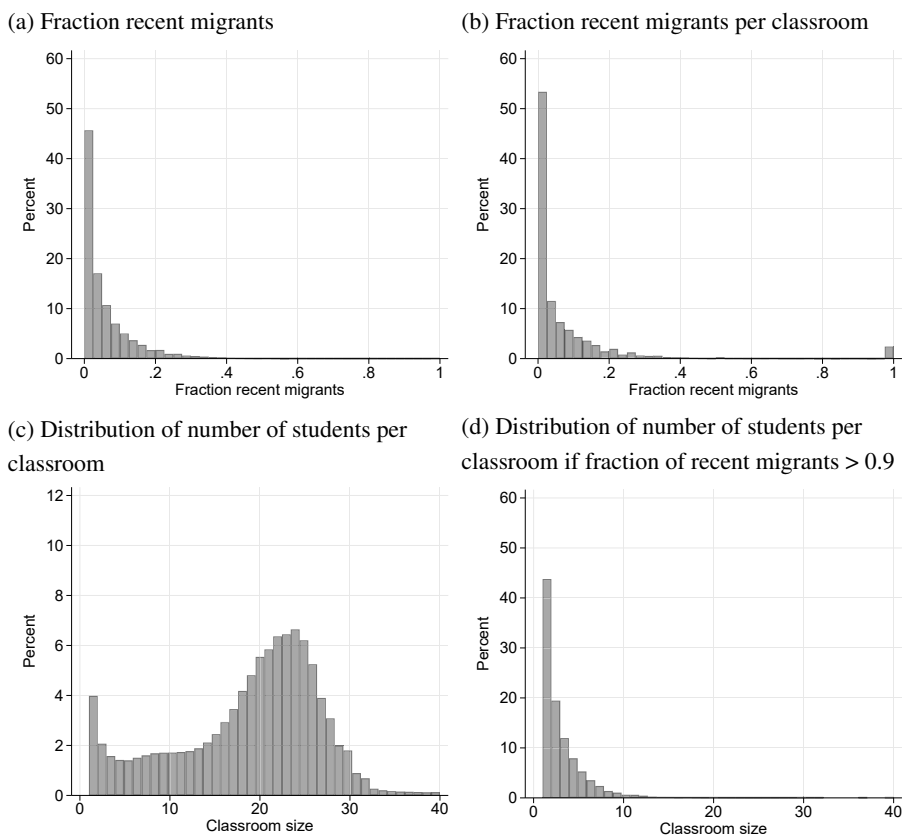 (a) Fraction recent migrants
60
50
40
30
20
10
0
Percent
0 .2 .4 .6 .8 1
Fraction recent migrants
(b) Fraction recent migrants per classroom
60
50
40
30
20
10
0
Percent
0 .2 .4 .6 .8 1
Fraction recent migrants
(c) Distribution of number of students per
classroom
12
10
8
6
4
2
0
Percent
0 10 20 30 40
Classroom size
(d) Distribution of number of students per
classroom if fraction of recent migrants > 0.9
60
50
40
30
20
10
0
Percent
0 10 20 30 40
Classroom size